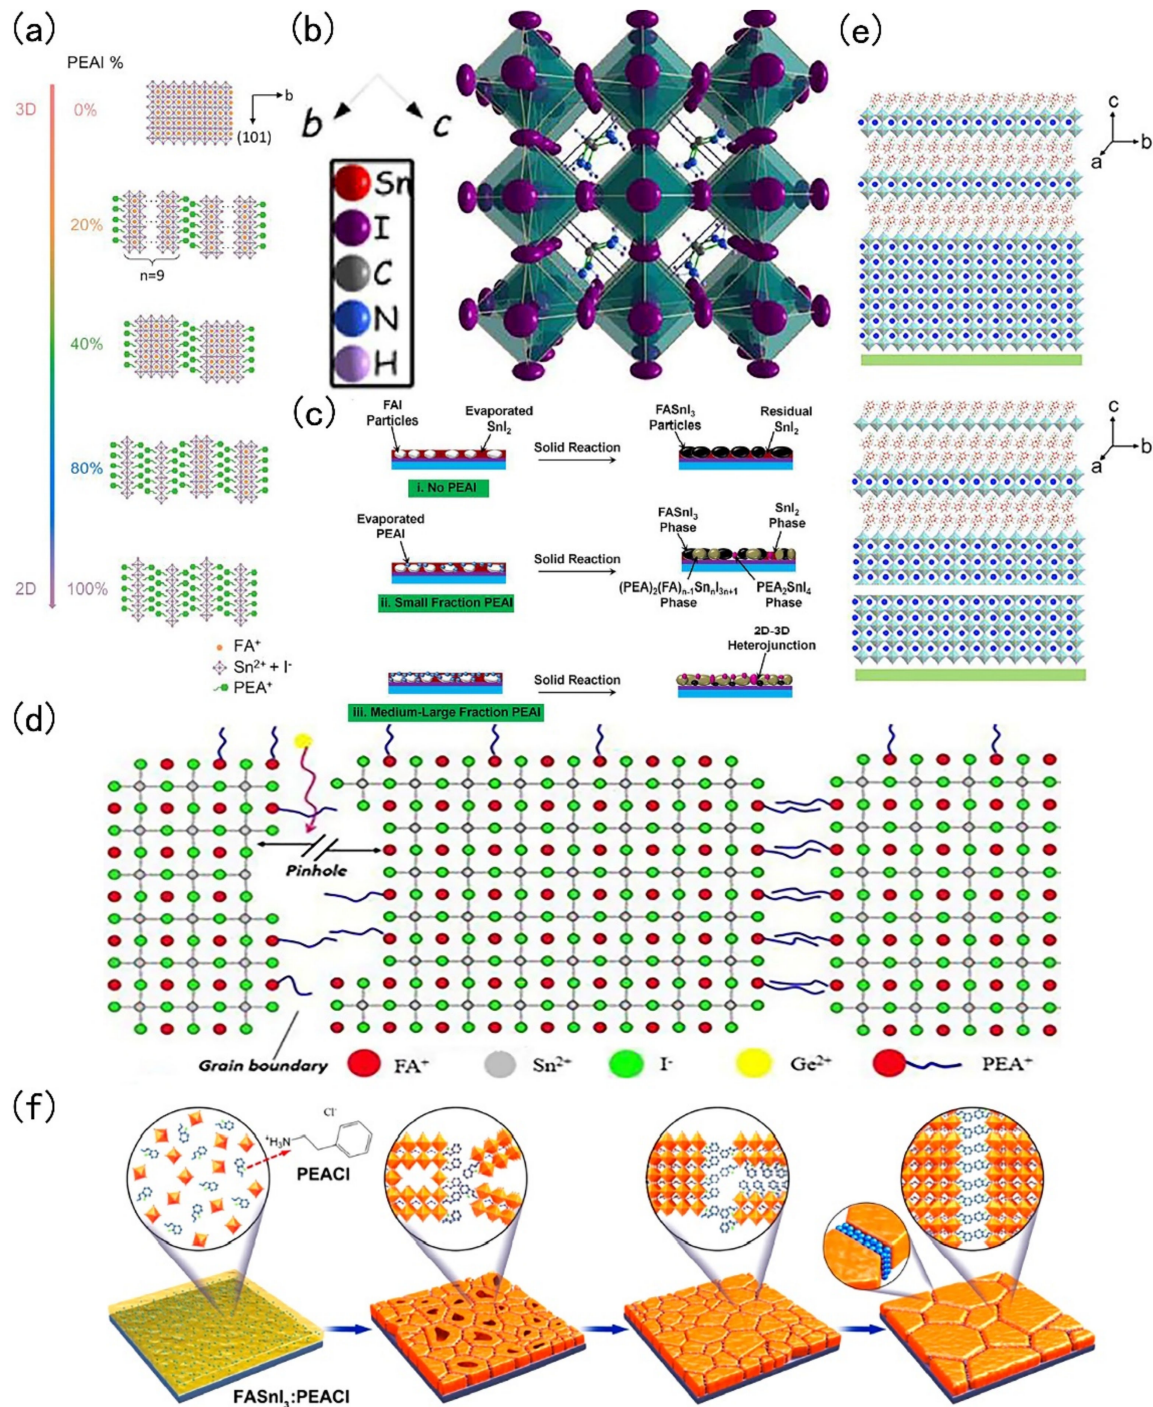 (a)
PEAI %
3D
0%
b
(101)
20%
n=9
40%
80%
2D
100%
FA⁺
Sn²⁺ + I⁻
PEA⁺
(b)
b
c
Sn
I
C
N
H
(c)
FAI
Particles
Evaporated
SnI₂
Solid Reaction
FASnI₃
Particles
Residual
SnI₂
i. No PEAI
Evaporated
PEAI
Solid Reaction
FASnI₃
Phase
SnI₂
Phase
(PEA)₂(FA)ₙ₋₁SnₙI₃ₙ₊₁
Phase
PEA₂SnI₄
Phase
ii. Small Fraction PEAI
Solid Reaction
2D-3D
Heterojunction
iii. Medium-Large Fraction PEAI
(e)
c
b
a
c
b
a
(d)
Pinhole
Grain boundary
FA⁺
Sn²⁺
I⁻
Ge²⁺
PEA⁺
(f)
Cl⁻
⁺H₃N
PEACl
FASnI₃:PEACl